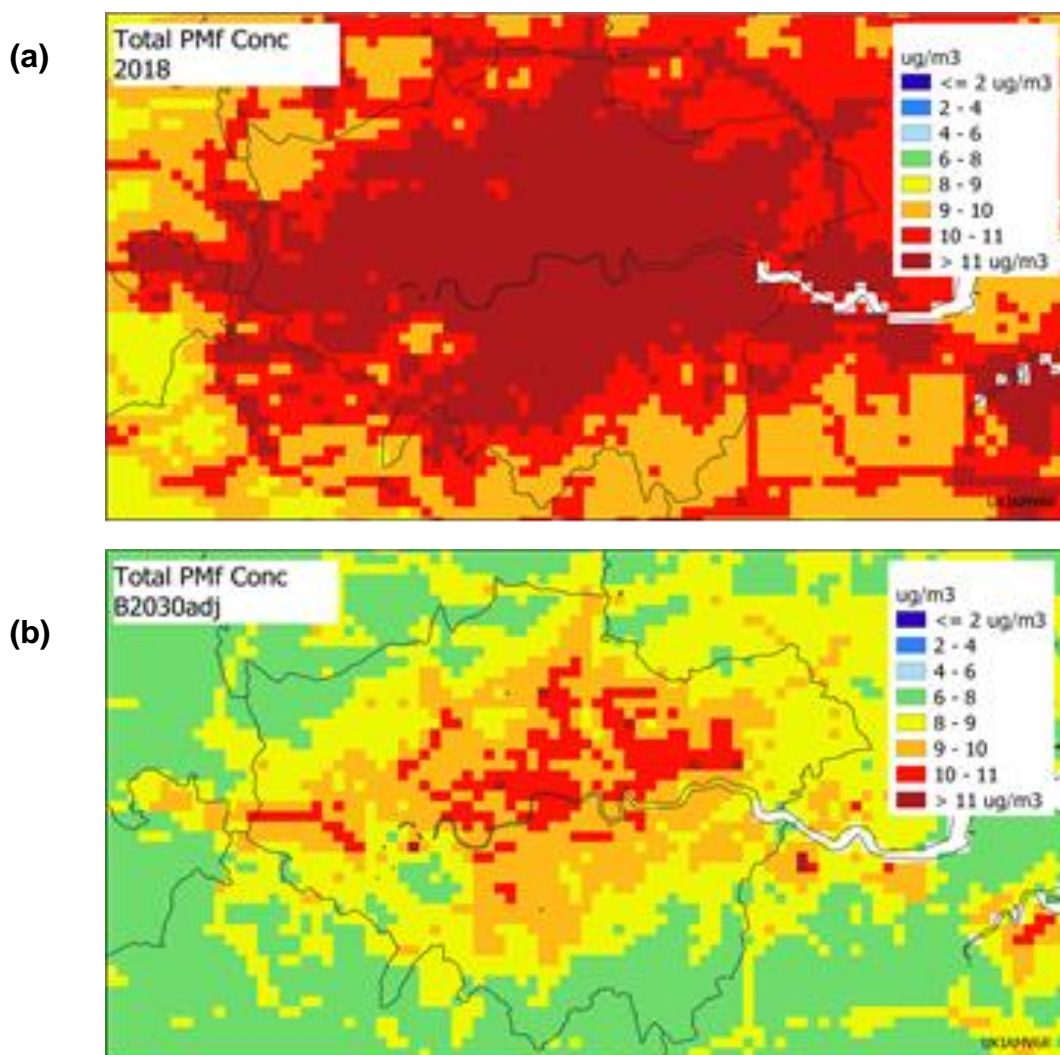 (a)
Total PMf Conc
2018
ug/m3
<= 2 ug/m3
2 - 4
4 - 6
6 - 8
8 - 9
9 - 10
10 - 11
> 11 ug/m3
(b)
Total PMf Conc
B2030adj
ug/m3
<= 2 ug/m3
2 - 4
4 - 6
6 - 8
8 - 9
9 - 10
10 - 11
> 11 ug/m3